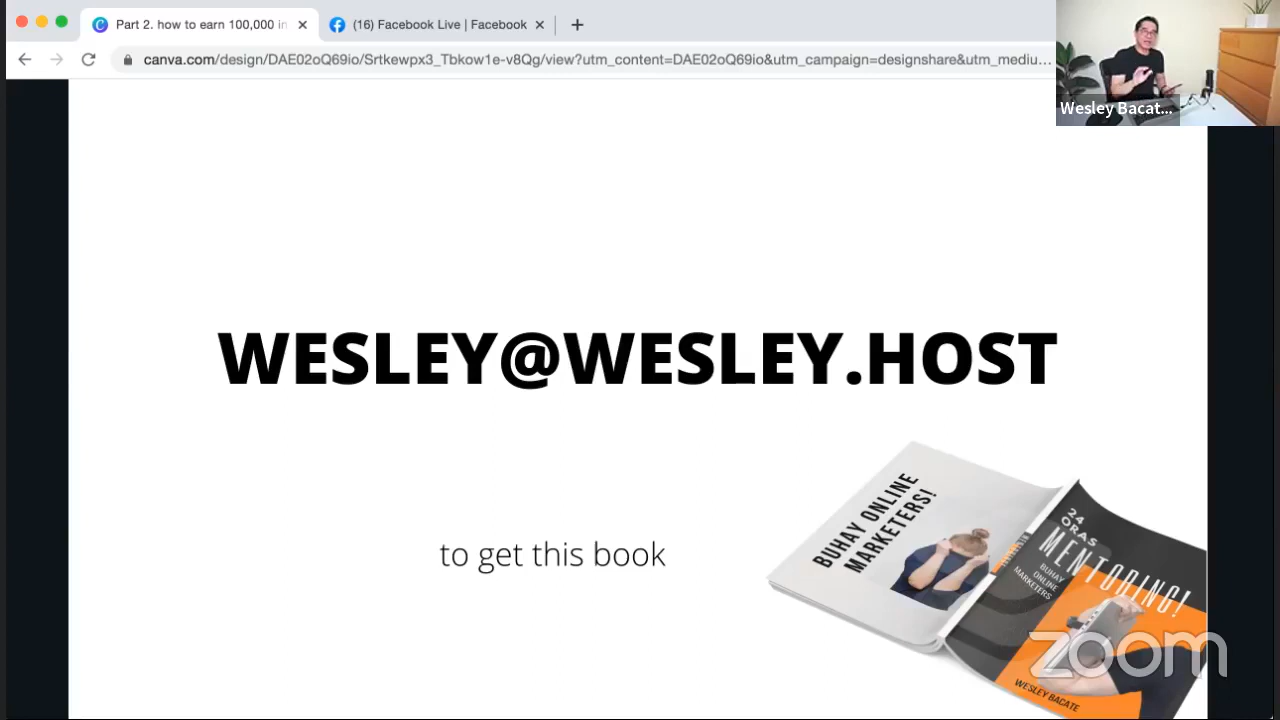 Part 2. how to earn 100,000 in
(16) Facebook Live | Facebook
canva.com/design/DAE02oQ69io/Srtkewpx3_Tbkow1e-v8Qg/view?utm_content=DAE02oQ69io&utm_campaign=designshare&utm_mediu...
Wesley Bacat...
WESLEY@WESLEY.HOST
to get this book
BUHAY ONLINE
MARKETERS!
24
ORAS
MENTORING!
BUHAY
ONLINE
MARKETERS
WESLEY BACATE
zoom